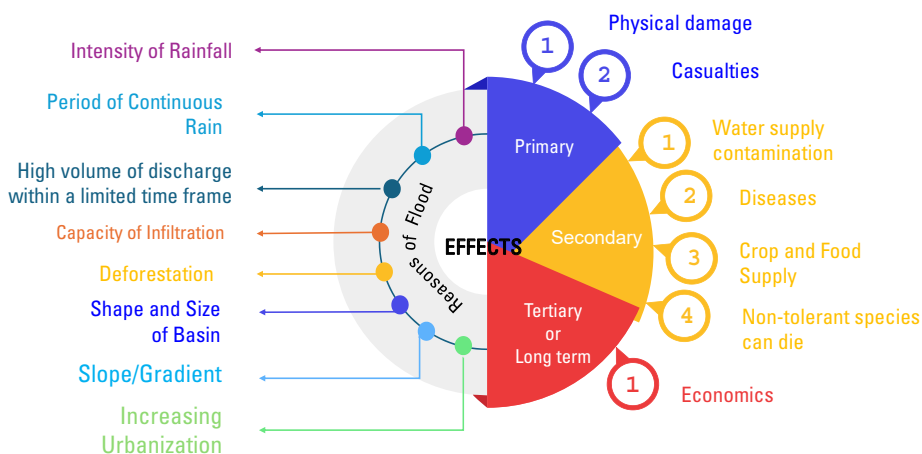 Intensity of Rainfall
Period of Continuous
Rain
High volume of discharge
within a limited time frame
Capacity of Infiltration
Deforestation
Shape and Size
of Basin
Slope/Gradient
Increasing
Urbanization
Reasons of Flood
EFFECTS
Primary
1
Physical damage
2
Casualties
Secondary
1
Water supply
contamination
2
Diseases
3
Crop and Food
Supply
4
Non-tolerant species
can die
Tertiary
or
Long term
1
Economics